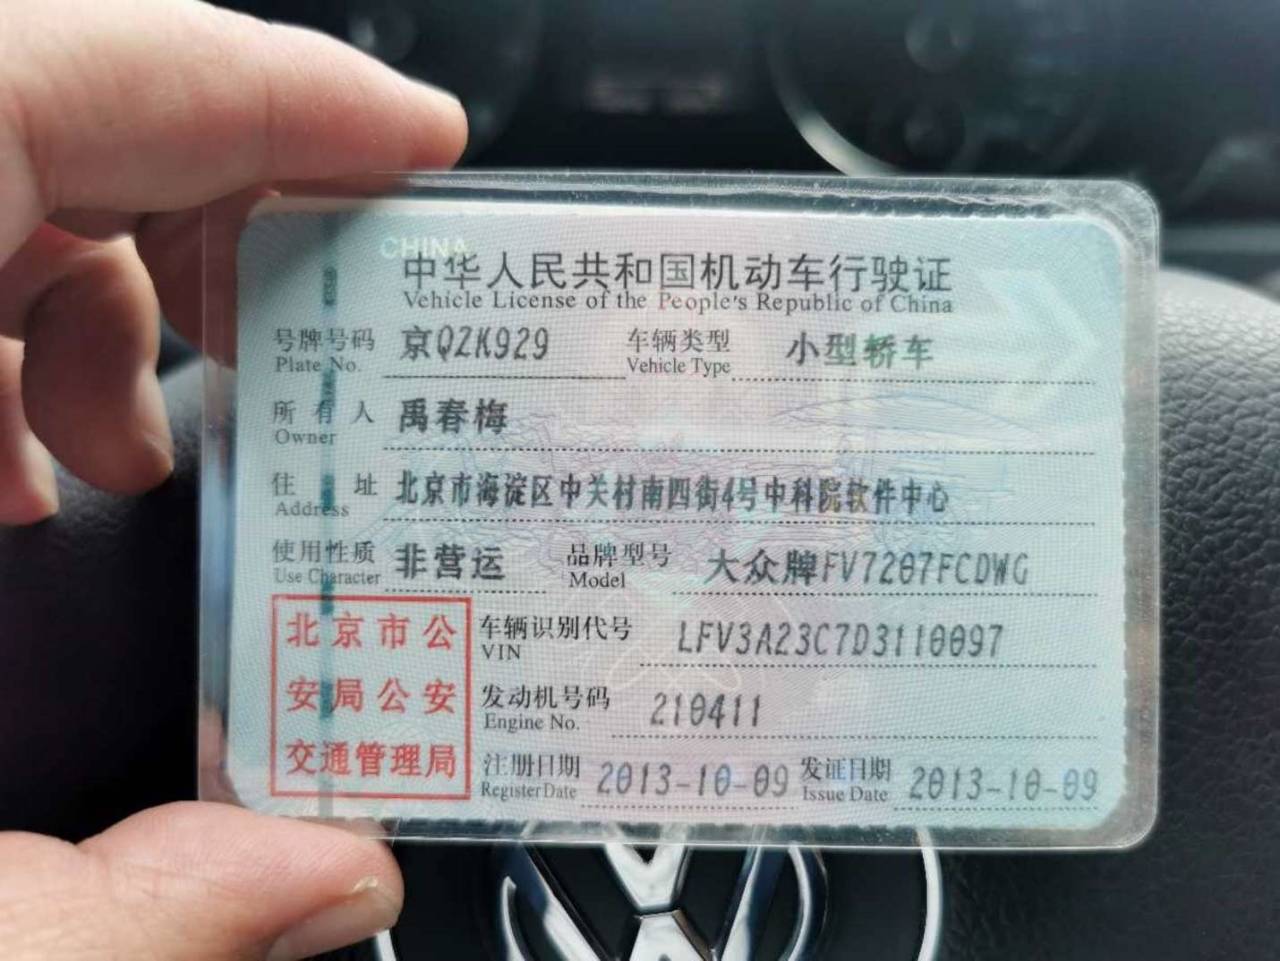 CHINA
中华人民共和国机动车行驶证
Vehicle License of the People's Republic of China
号牌号码 京QZK929 车辆类型 小型轿车
Plate No. Vehicle Type
所有人 禹春梅
Owner
住址 北京市海淀区中关村南四街4号中科院软件中心
Address
使用性质 非营运 品牌型号 大众牌FV7207FCDWG
Use Character Model
北京市公
安局公安
交通管理局
车辆识别代号 LFV3A23C7D3110097
VIN
发动机号码 210411
Engine No.
注册日期 2013-10-09 发证日期 2013-10-09
Register Date Issue Date